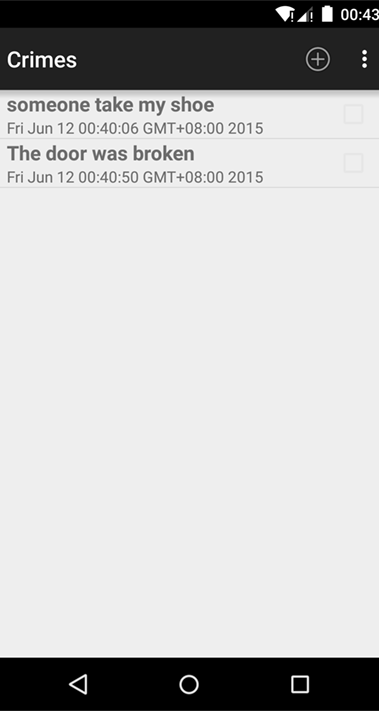 00:43
Crimes
someone take my shoe
Fri Jun 12 00:40:06 GMT+08:00 2015
The door was broken
Fri Jun 12 00:40:50 GMT+08:00 2015